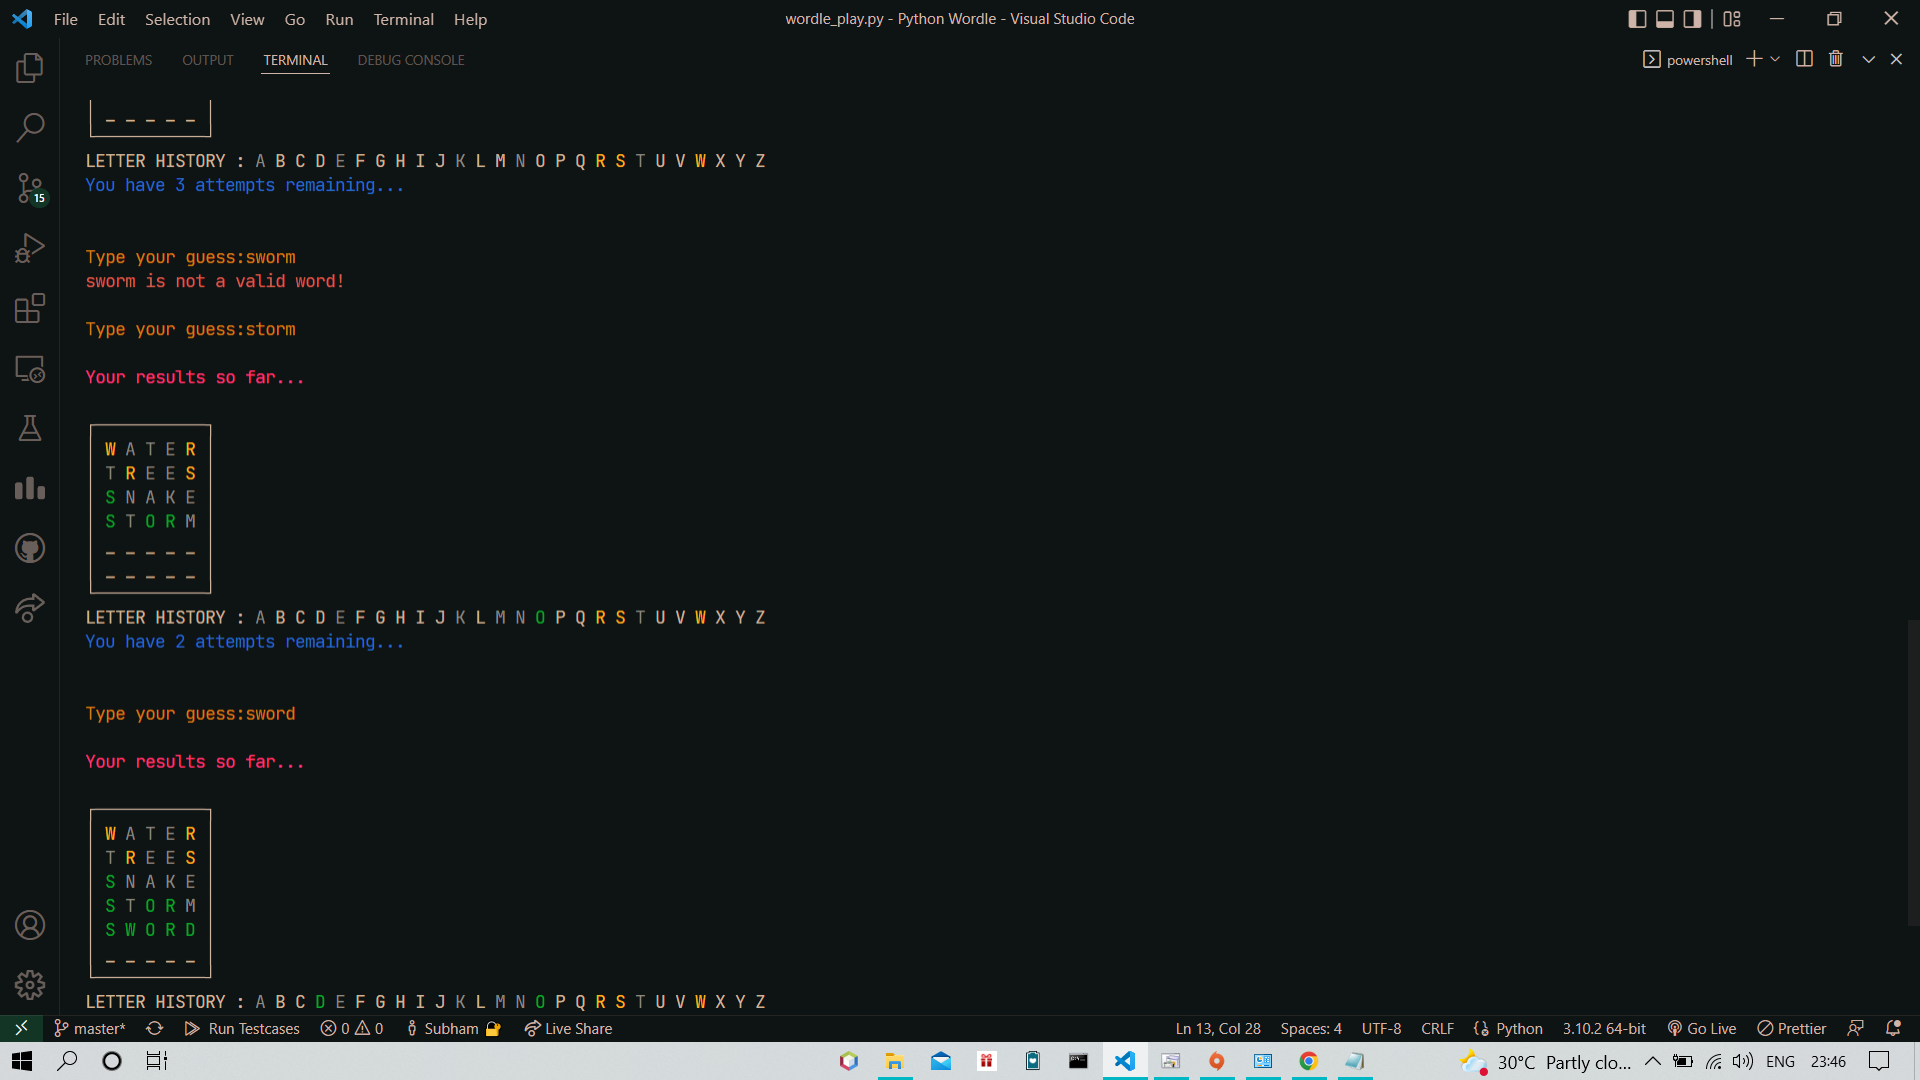 File Edit Selection View Go Run Terminal Help wordle_play.py - Python Wordle - Visual Studio Code
PROBLEMS OUTPUT TERMINAL DEBUG CONSOLE powershell
_ _ _ _ _
LETTER HISTORY : A B C D E F G H I J K L M N O P Q R S T U V W X Y Z
You have 3 attempts remaining...
Type your guess:sworm
sworm is not a valid word!
Type your guess:storm
Your results so far...
W A T E R
T R E E S
S N A K E
S T O R M
_ _ _ _ _
_ _ _ _ _
LETTER HISTORY : A B C D E F G H I J K L M N O P Q R S T U V W X Y Z
You have 2 attempts remaining...
Type your guess:sword
Your results so far...
W A T E R
T R E E S
S N A K E
S T O R M
S W O R D
_ _ _ _ _
LETTER HISTORY : A B C D E F G H I J K L M N O P Q R S T U V W X Y Z
15
master* Run Testcases 0 0 Subham Live Share Ln 13, Col 28 Spaces: 4 UTF-8 CRLF Python 3.10.2 64-bit Go Live Prettier
30°C Partly clo... ENG 23:46